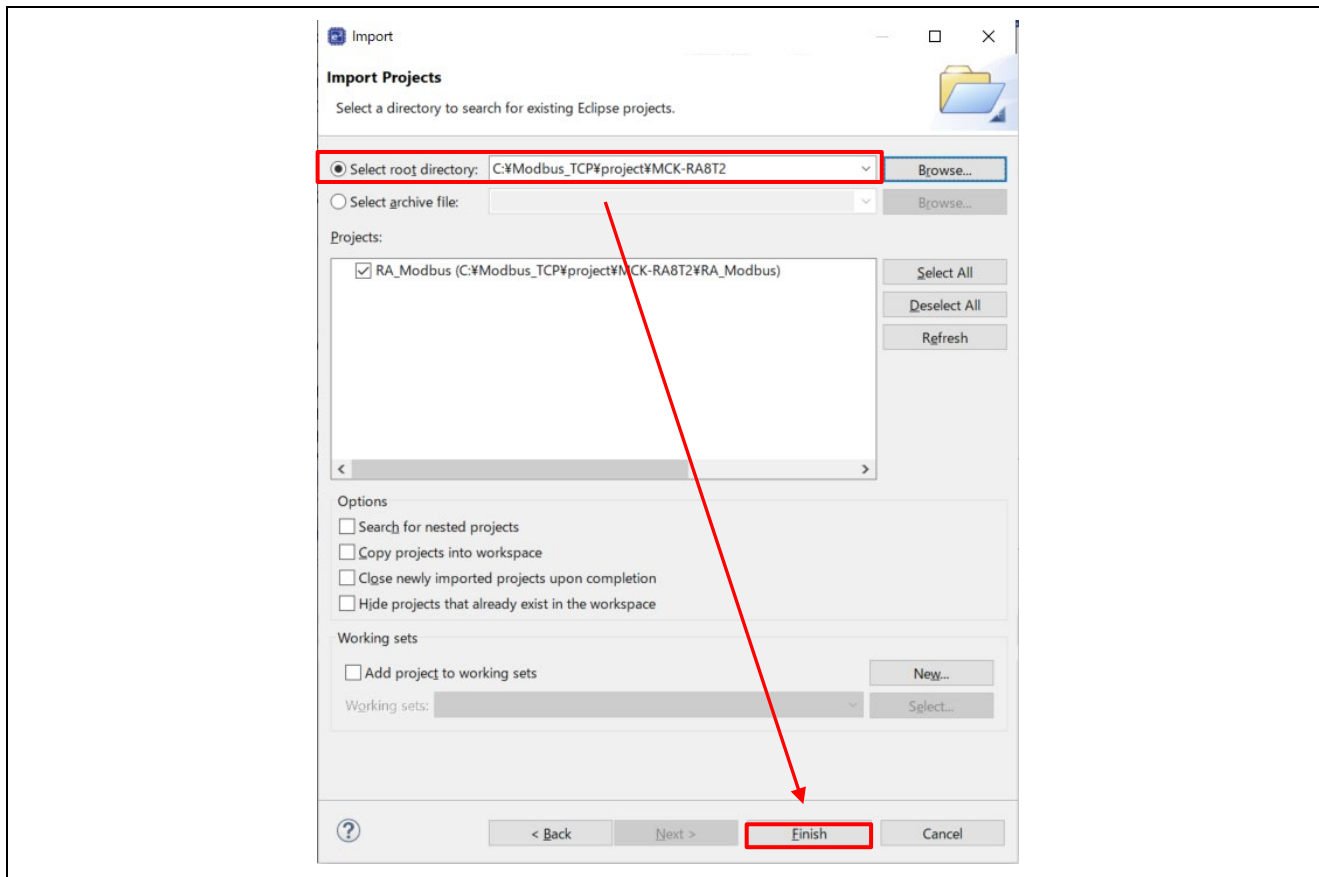 Import
Import Projects
Select a directory to search for existing Eclipse projects.
Select root directory: C:¥Modbus_TCP¥project¥MCK-RA8T2 Browse...
Select archive file: Browse...
Projects:
RA_Modbus (C:¥Modbus_TCP¥project¥MCK-RA8T2¥RA_Modbus) Select All
Deselect All
Refresh
Options
Search for nested projects
Copy projects into workspace
Close newly imported projects upon completion
Hide projects that already exist in the workspace
Working sets
Add project to working sets New...
Working sets: Select...
? < Back Next > Finish Cancel